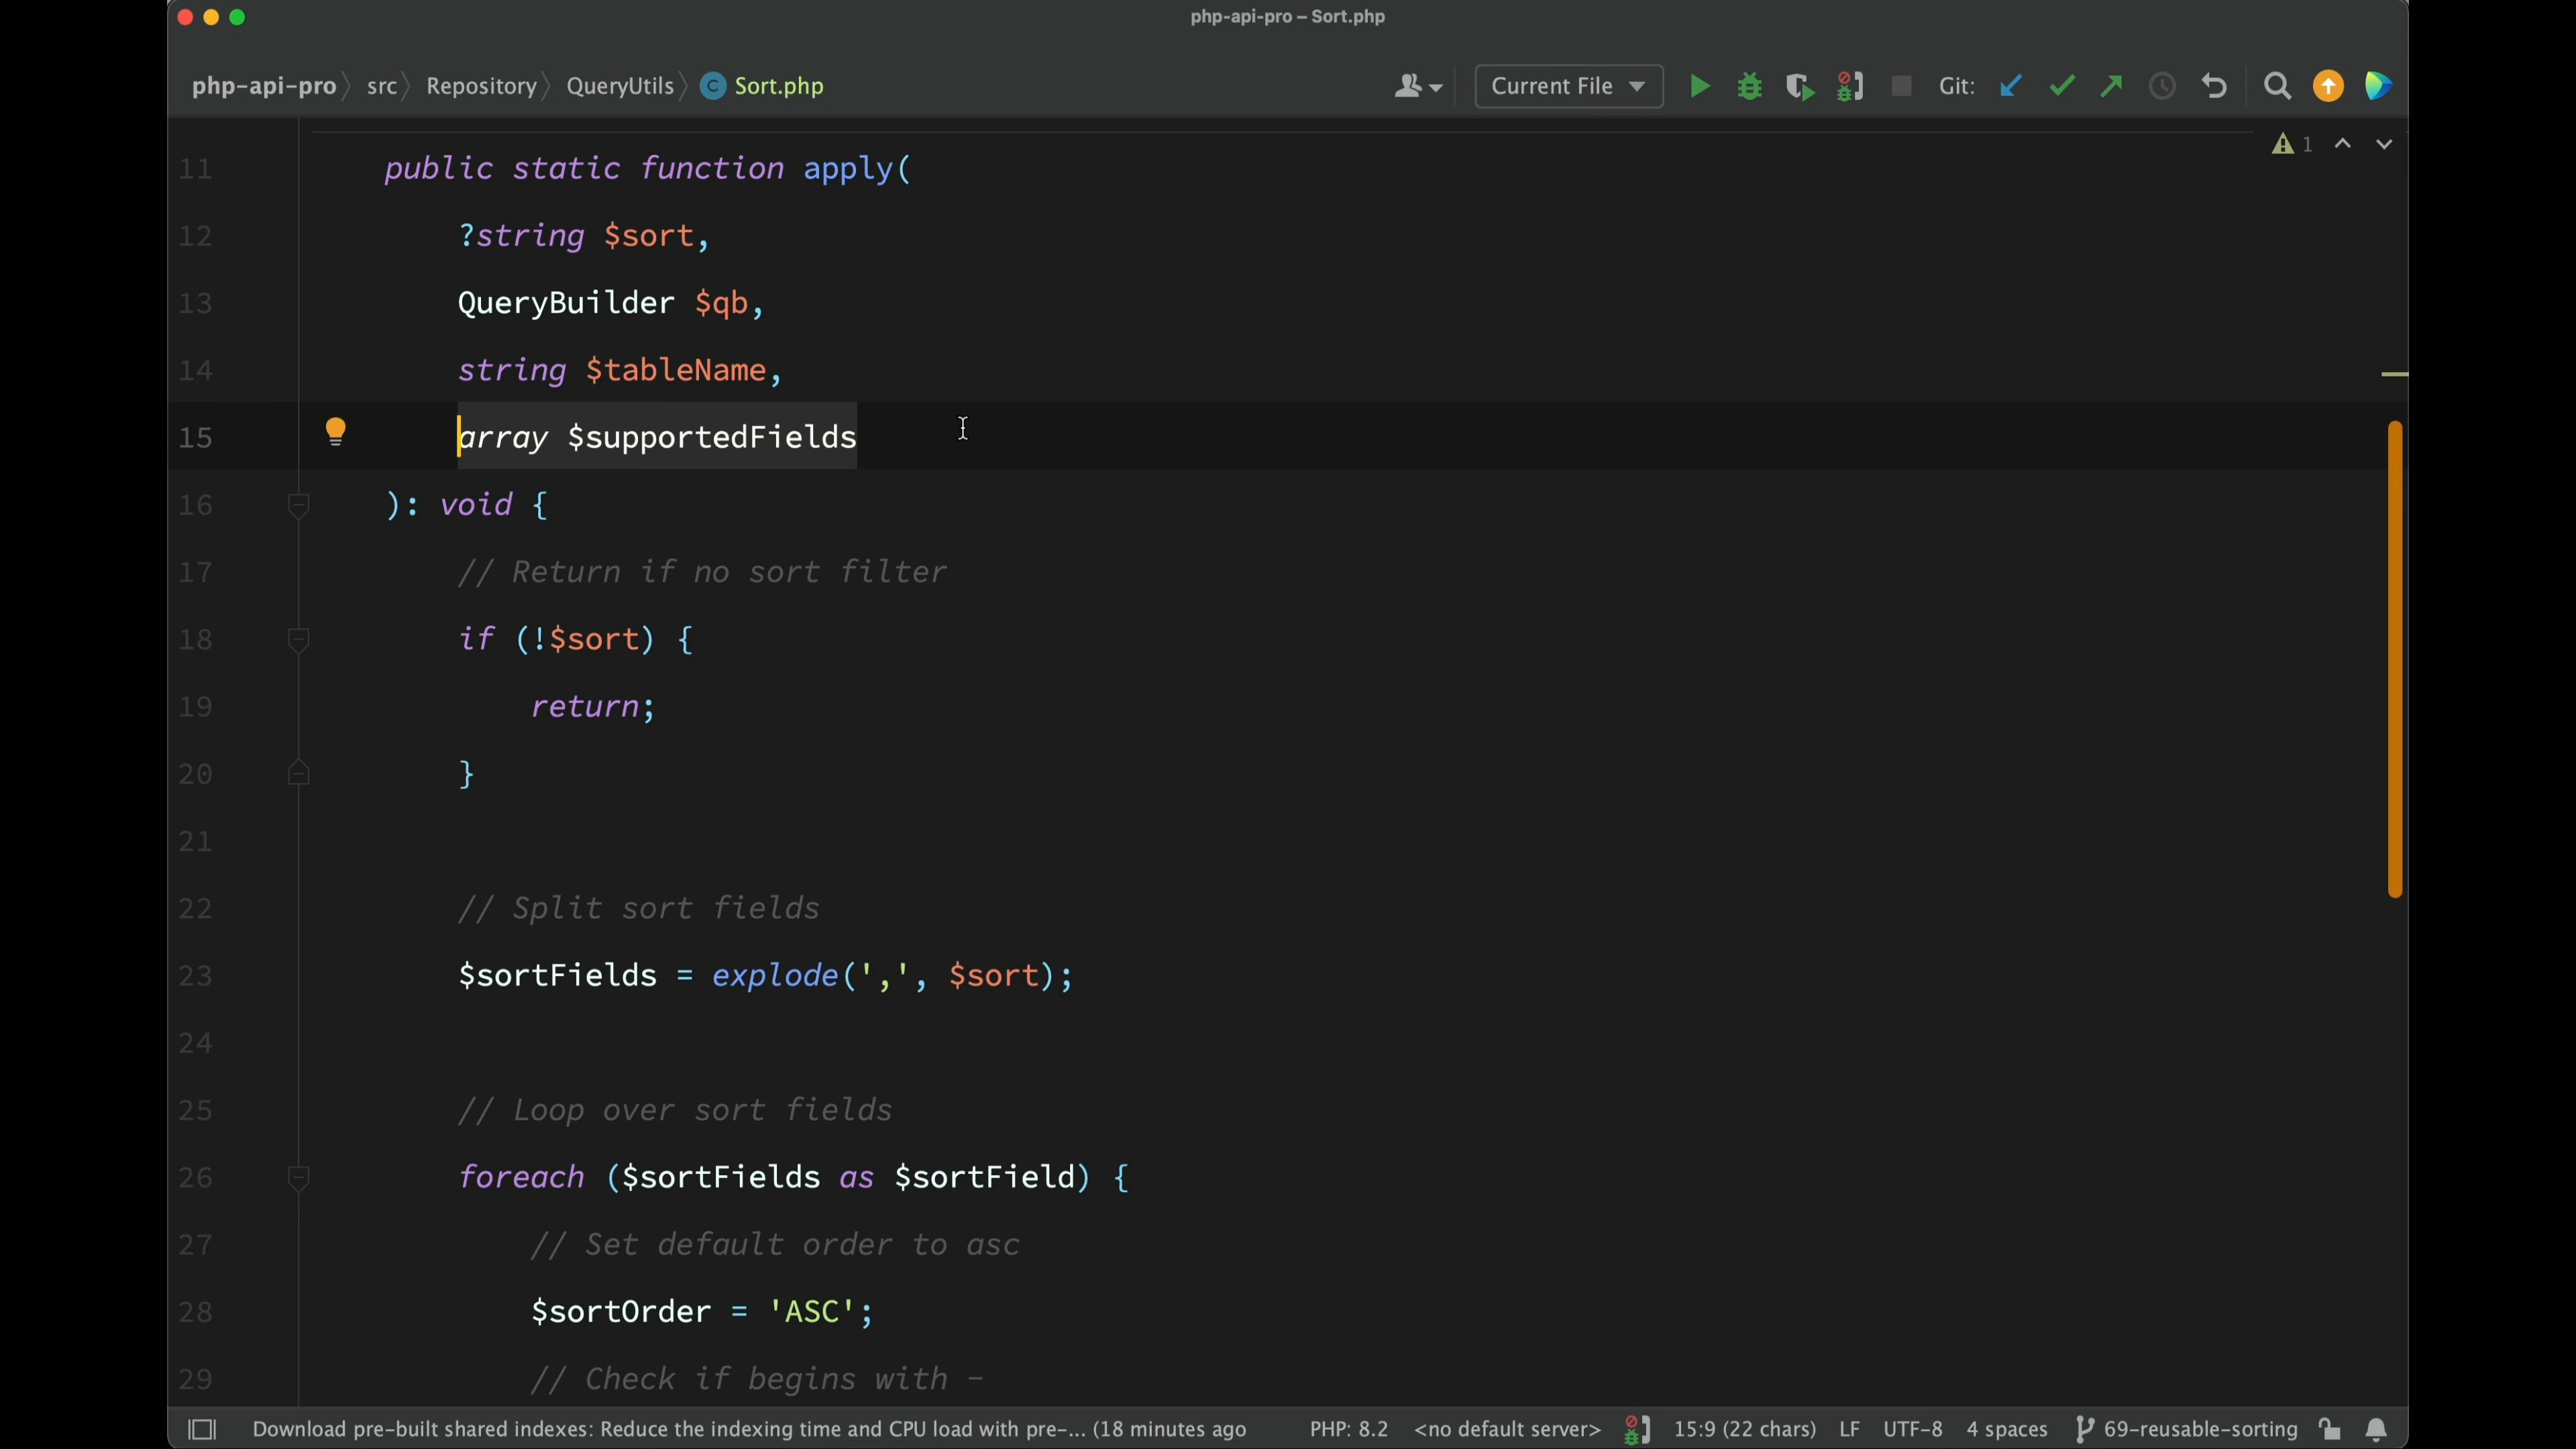 php-api-pro – Sort.php
php-api-pro src Repository QueryUtils C Sort.php Current File Git:
1
11 public static function apply(
12 ?string $sort,
13 QueryBuilder $qb,
14 string $tableName,
15 array $supportedFields
16 ): void {
17 // Return if no sort filter
18 if (!$sort) {
19 return;
20 }
21
22 // Split sort fields
23 $sortFields = explode(',', $sort);
24
25 // Loop over sort fields
26 foreach ($sortFields as $sortField) {
27 // Set default order to asc
28 $sortOrder = 'ASC';
29 // Check if begins with -
Download pre-built shared indexes: Reduce the indexing time and CPU load with pre-... (18 minutes ago PHP: 8.2 <no default server> 15:9 (22 chars) LF UTF-8 4 spaces 69-reusable-sorting